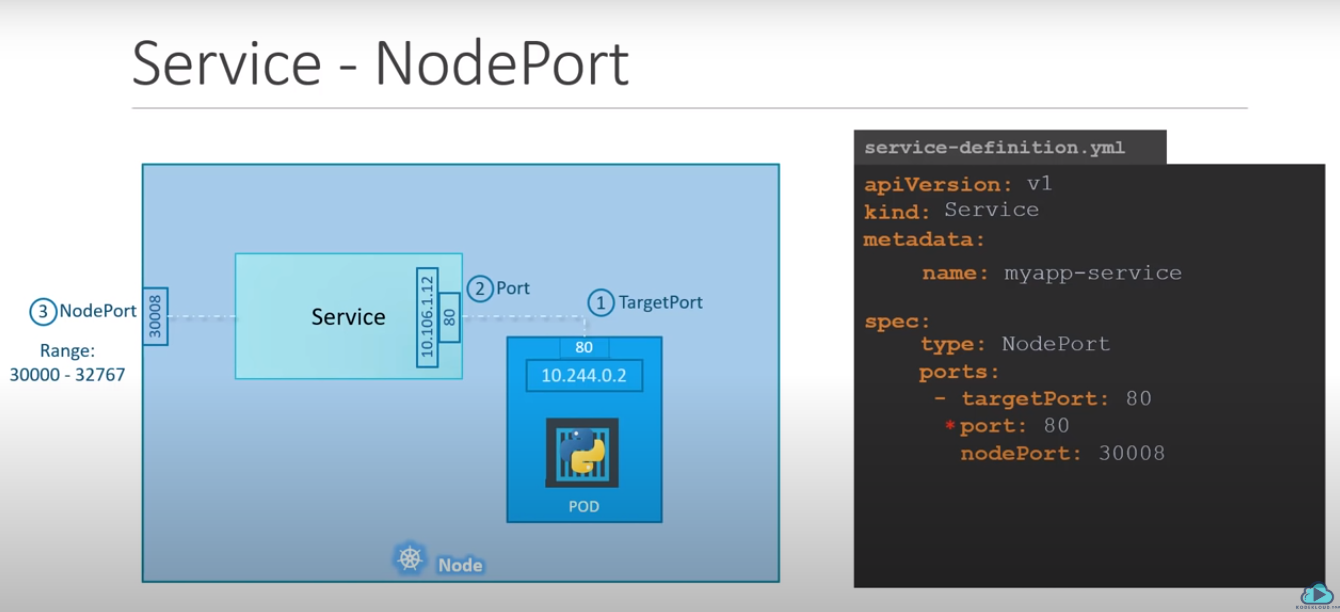 Service - NodePort
3 NodePort
Range:
30000 - 32767
30008
Service
10.106.1.12
80
2 Port
1 TargetPort
80
10.244.0.2
POD
Node
service-definition.yml
apiVersion: v1
kind: Service
metadata:
name: myapp-service
spec:
type: NodePort
ports:
- targetPort: 80
*port: 80
nodePort: 30008